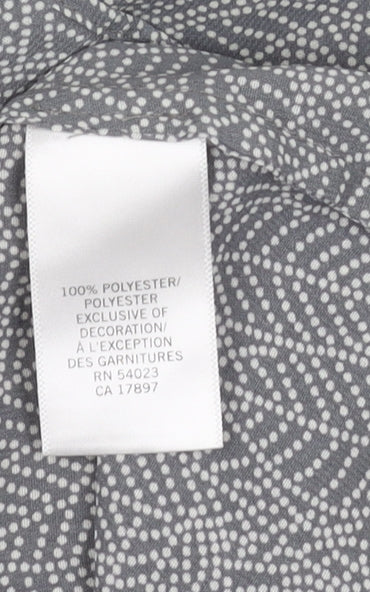 100% POLYESTER/
POLYESTER
EXCLUSIVE OF
DECORATION/
À L'EXCEPTION
DES GARNITURES
RN 54023
CA 17897